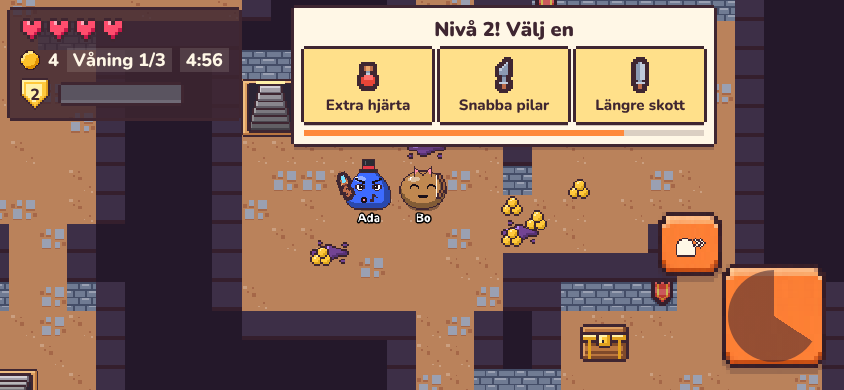 4 Våning 1/3 4:56
2
Nivå 2! Välj en
Extra hjärta
Snabba pilar
Längre skott
Ada
Bo